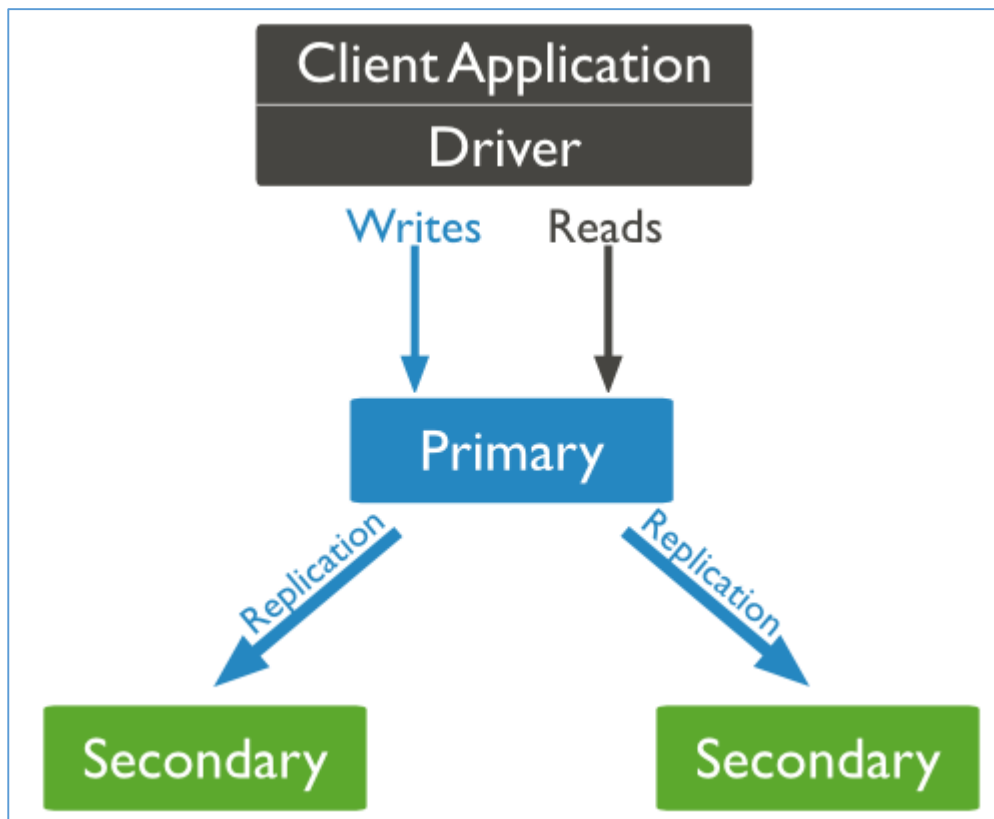 Client Application
Driver
Writes Reads
Primary
Replication Replication
Secondary Secondary